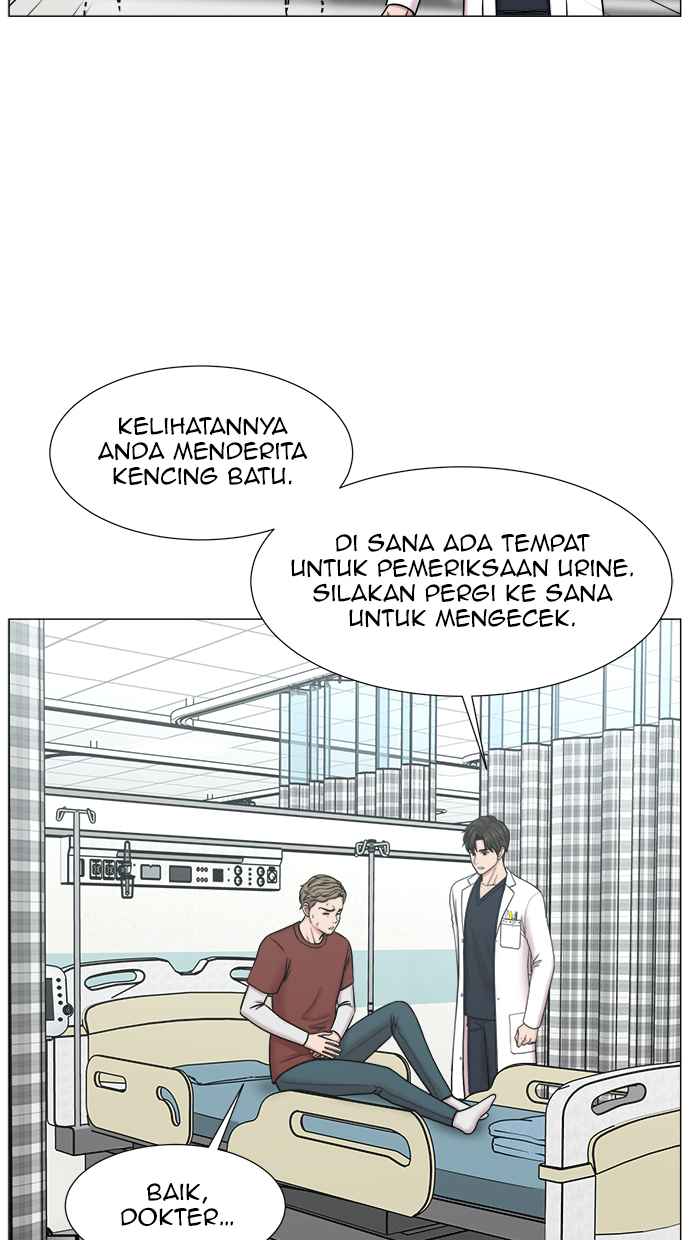 KELIHATANNYA
ANDA MENDERITA
KENCING BATU.
DI SANA ADA TEMPAT
UNTUK PEMERIKSAAN URINE.
SILAKAN PERGI KE SANA
UNTUK MENGECEK.
BAIK,
DOKTER...